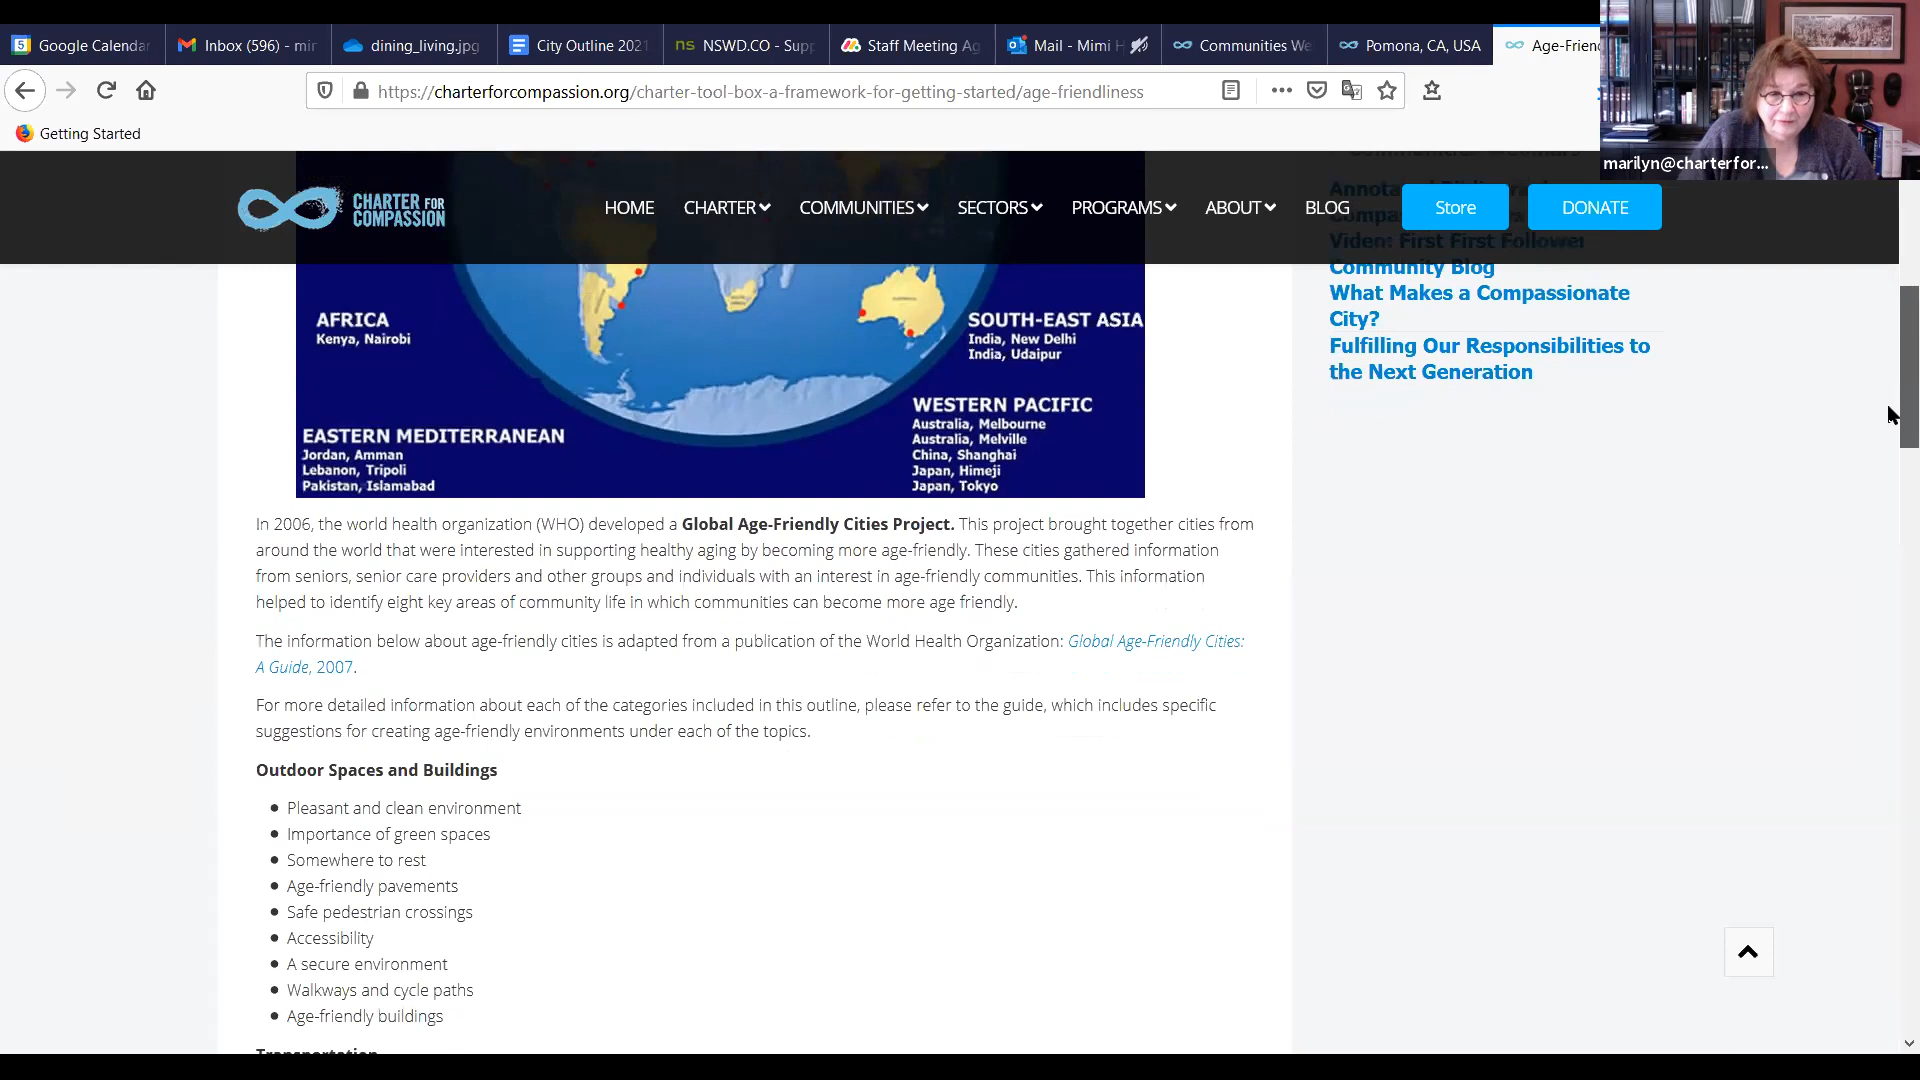 Google Calenda
Inbox (596) - mi
dining_living.jpg
City Outline 2021
NSWD.CO - Supp
Staff Meeting Ag
Mail - Mimi H
Communities We
Pomona, CA, USA
Age-Frien
https://charterforcompassion.org/charter-tool-box-a-framework-for-getting-started/age-friendliness
Getting Started
marilyn@charterfor...
CHARTER FOR
COMPASSION
HOME
CHARTER
COMMUNITIES
SECTORS
PROGRAMS
ABOUT
BLOG
Store
DONATE
Video: First First Follower
Community Blog
What Makes a Compassionate
City?
Fulfilling Our Responsibilities to
the Next Generation
AFRICA
Kenya, Nairobi
SOUTH-EAST ASIA
India, New Delhi
India, Udaipur
EASTERN MEDITERRANEAN
Jordan, Amman
Lebanon, Tripoli
Pakistan, Islamabad
WESTERN PACIFIC
Australia, Melbourne
Australia, Melville
China, Shanghai
Japan, Himeji
Japan, Tokyo
In 2006, the world health organization (WHO) developed a Global Age-Friendly Cities Project. This project brought together cities from
around the world that were interested in supporting healthy aging by becoming more age-friendly. These cities gathered information
from seniors, senior care providers and other groups and individuals with an interest in age-friendly communities. This information
helped to identify eight key areas of community life in which communities can become more age friendly.
The information below about age-friendly cities is adapted from a publication of the World Health Organization: Global Age-Friendly Cities:
A Guide, 2007.
For more detailed information about each of the categories included in this outline, please refer to the guide, which includes specific
suggestions for creating age-friendly environments under each of the topics.
Outdoor Spaces and Buildings
Pleasant and clean environment
Importance of green spaces
Somewhere to rest
Age-friendly pavements
Safe pedestrian crossings
Accessibility
A secure environment
Walkways and cycle paths
Age-friendly buildings
Transportation